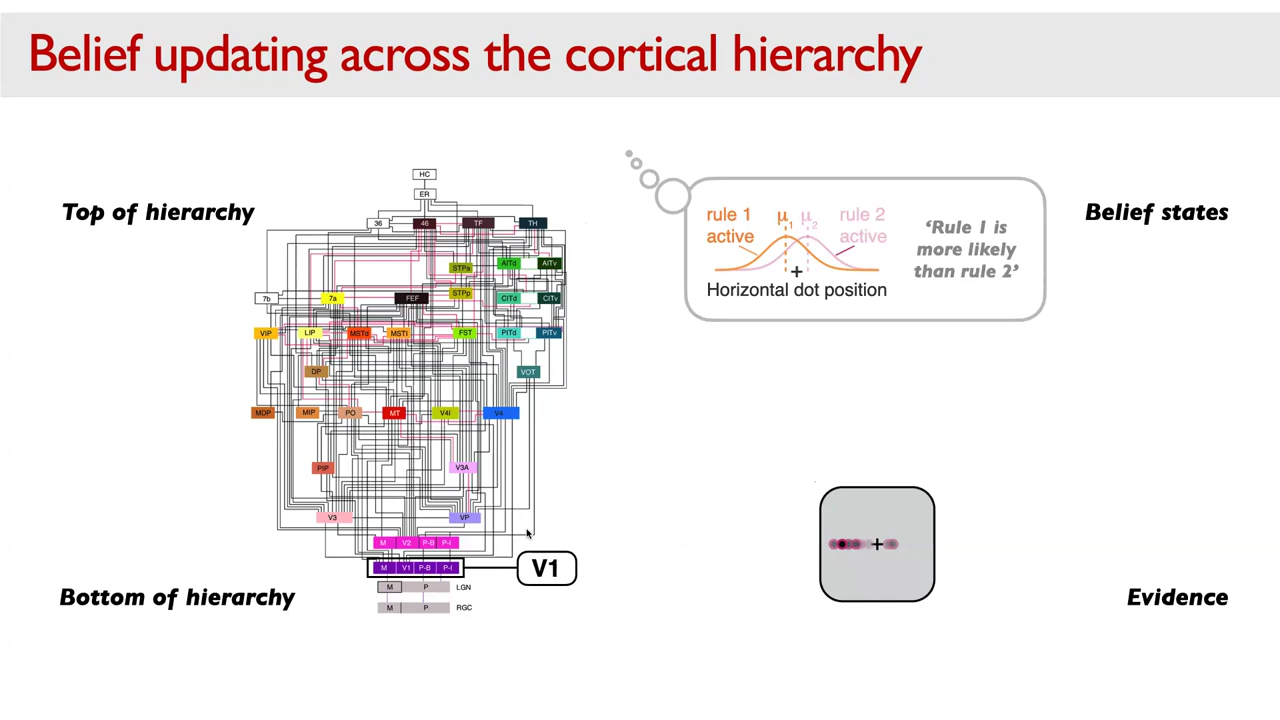 Belief updating across the cortical hierarchy
Top of hierarchy
HC
ER
36 46 TF TH
STPa AITd AITv
7b 7a FEF STPp CITd CITv
VIP LIP MSTd MSTl FST PITd PITv
DP VOT
MDP MIP PO MT V4t V4
PIP V3A
V3 VP
M V2 P-B P-I
M V1 P-B P-I
V1
M P LGN
M P RGC
Bottom of hierarchy
rule 1
active
μ1 μ2
rule 2
active
+
Horizontal dot position
‘Rule 1 is
more likely
than rule 2’
Belief states
+
Evidence